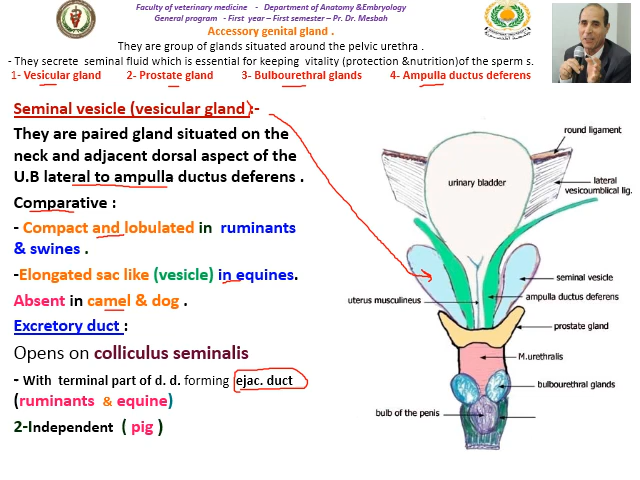 Faculty of veterinary medicine - Department of Anatomy &Embryology
General program - First year – First semester – Pr. Dr. Mesbah
Accessory genital gland .
They are group of glands situated around the pelvic urethra .
- They secrete seminal fluid which is essential for keeping vitality (protection &nutrition)of the sperm s.
1- Vesicular gland 2- Prostate gland 3- Bulbourethral glands 4- Ampulla ductus deferens
Seminal vesicle (vesicular gland ):-
They are paired gland situated on the
neck and adjacent dorsal aspect of the
U.B lateral to ampulla ductus deferens .
Comparative :
- Compact and lobulated in ruminants
& swines .
-Elongated sac like (vesicle) in equines.
Absent in camel & dog .
Excretory duct :
Opens on colliculus seminalis
- With terminal part of d. d. forming ejac. duct
(ruminants & equine)
2-Independent ( pig )
round ligament
urinary bladder
lateral
vesicoumblical lig.
seminal vesicle
uterus musculineus
ampulla ductus deferens
prostate gland
M.urethralis
bulbourethral glands
bulb of the penis